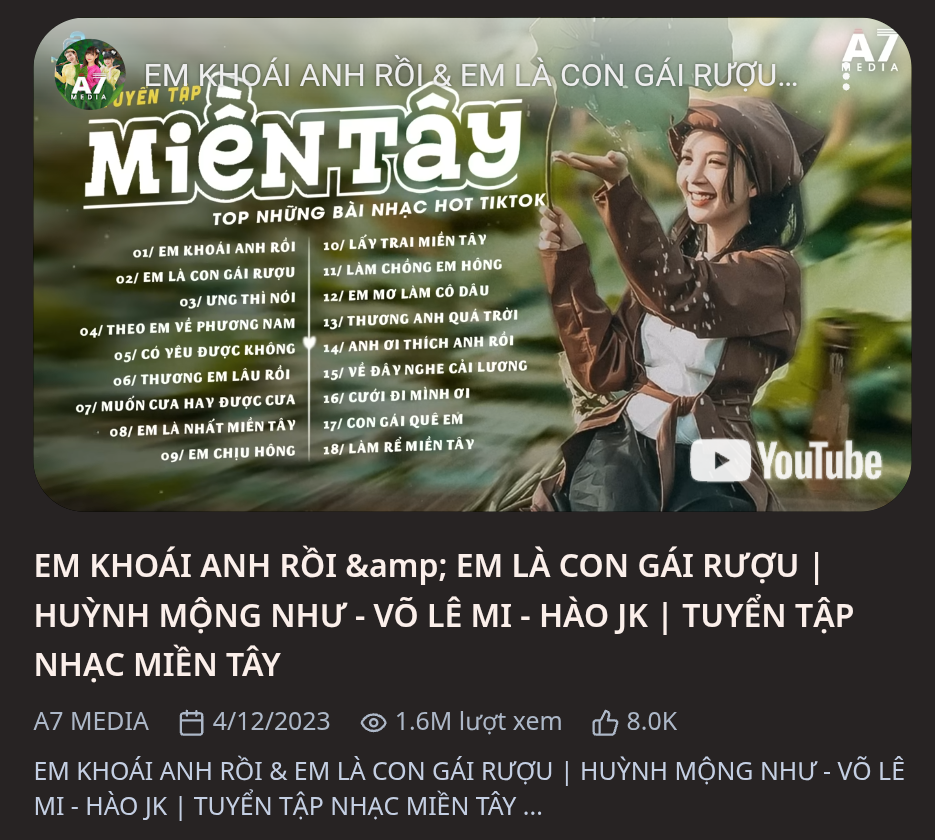 EM KHOÁI ANH RỒI & EM LÀ CON GÁI RƯỢU...
A7
MEDIA
A7
MEDIA
UYỂN TẬP
MIỀN TÂY
TOP NHỮNG BÀI NHẠC HOT TIKTOK
01/ EM KHOÁI ANH RỒI
02/ EM LÀ CON GÁI RƯỢU
03/ ƯNG THÌ NÓI
04/ THEO EM VỀ PHƯƠNG NAM
05/ CÓ YÊU ĐƯỢC KHÔNG
06/ THƯƠNG EM LÂU RỒI
07/ MUỐN CƯA HAY ĐƯỢC CƯA
08/ EM LÀ NHẤT MIỀN TÂY
09/ EM CHỊU HÔNG
10/ LẤY TRAI MIỀN TÂY
11/ LÀM CHỒNG EM HÔNG
12/ EM MƠ LÀM CÔ DÂU
13/ THƯƠNG ANH QUÁ TRỜI
14/ ANH ƠI THÍCH ANH RỒI
15/ VỀ ĐÂY NGHE CẢI LƯƠNG
16/ CƯỚI ĐI MÌNH ƠI
17/ CON GÁI QUÊ EM
18/ LÀM RỂ MIỀN TÂY
YouTube
EM KHOÁI ANH RỒI &amp; EM LÀ CON GÁI RƯỢU |
HUỲNH MỘNG NHƯ - VÕ LÊ MI - HÀO JK | TUYỂN TẬP
NHẠC MIỀN TÂY
A7 MEDIA 4/12/2023 1.6M lượt xem 8.0K
EM KHOÁI ANH RỒI & EM LÀ CON GÁI RƯỢU | HUỲNH MỘNG NHƯ - VÕ LÊ
MI - HÀO JK | TUYỂN TẬP NHẠC MIỀN TÂY ...